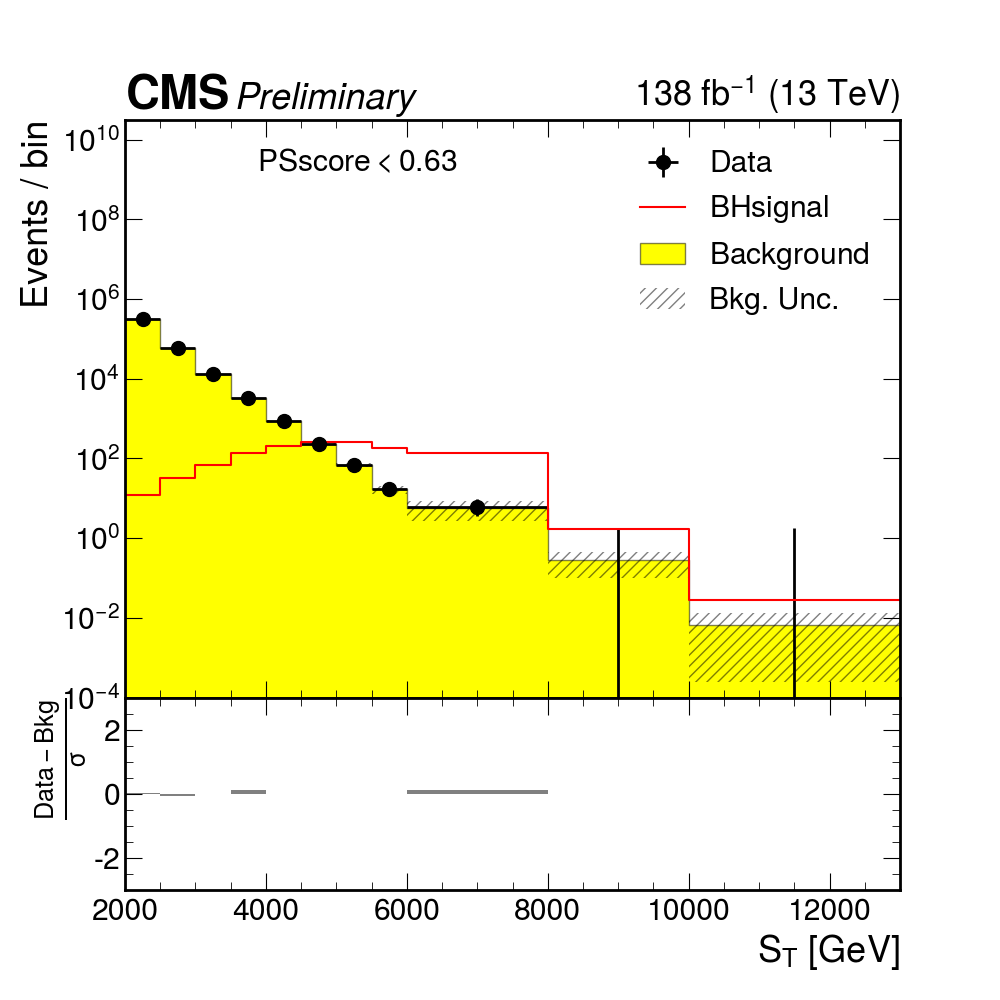 CMS Preliminary 138 fb⁻¹ (13 TeV)
Events / bin
PSscore < 0.63
Data
BHsignal
Background
Bkg. Unc.
10¹⁰
10⁸
10⁶
10⁴
10²
10⁰
10⁻²
10⁻⁴
Data – Bkg
σ
2
0
-2
2000 4000 6000 8000 10000 12000
S_T [GeV]